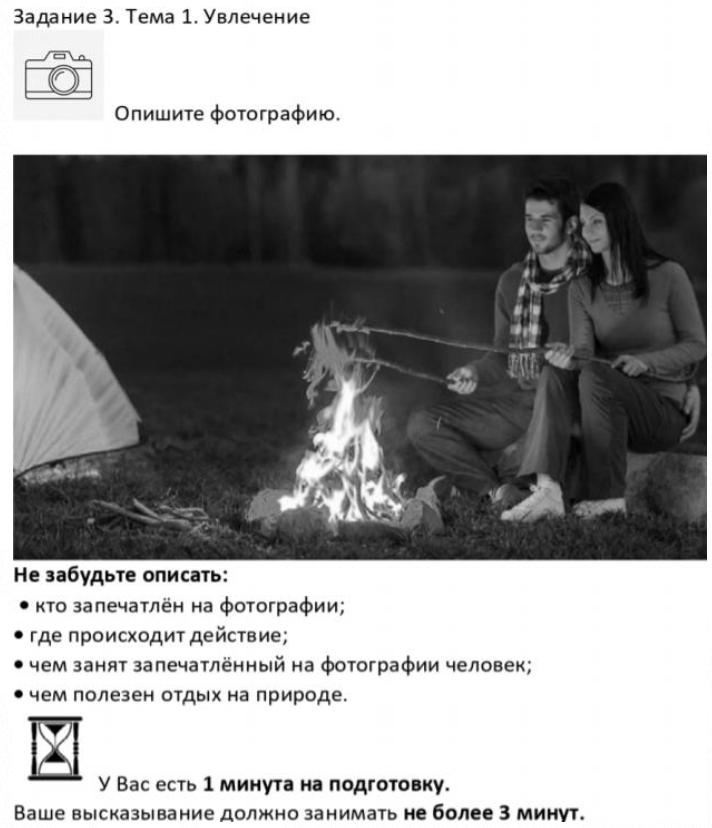 Задание 3. Тема 1. Увлечение
Опишите фотографию.
Не забудьте описать:
• кто запечатлён на фотографии;
• где происходит действие;
• чем занят запечатлённый на фотографии человек;
• чем полезен отдых на природе.
У Вас есть 1 минута на подготовку.
Ваше высказывание должно занимать не более 3 минут.